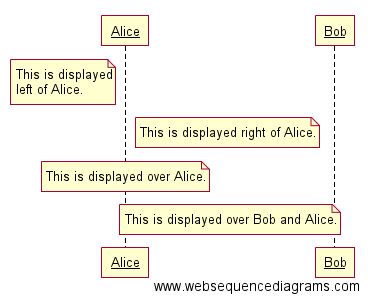 Alice
Bob
This is displayed
left of Alice.
This is displayed right of Alice.
This is displayed over Alice.
This is displayed over Bob and Alice.
Alice
Bob
www.websequencediagrams.com